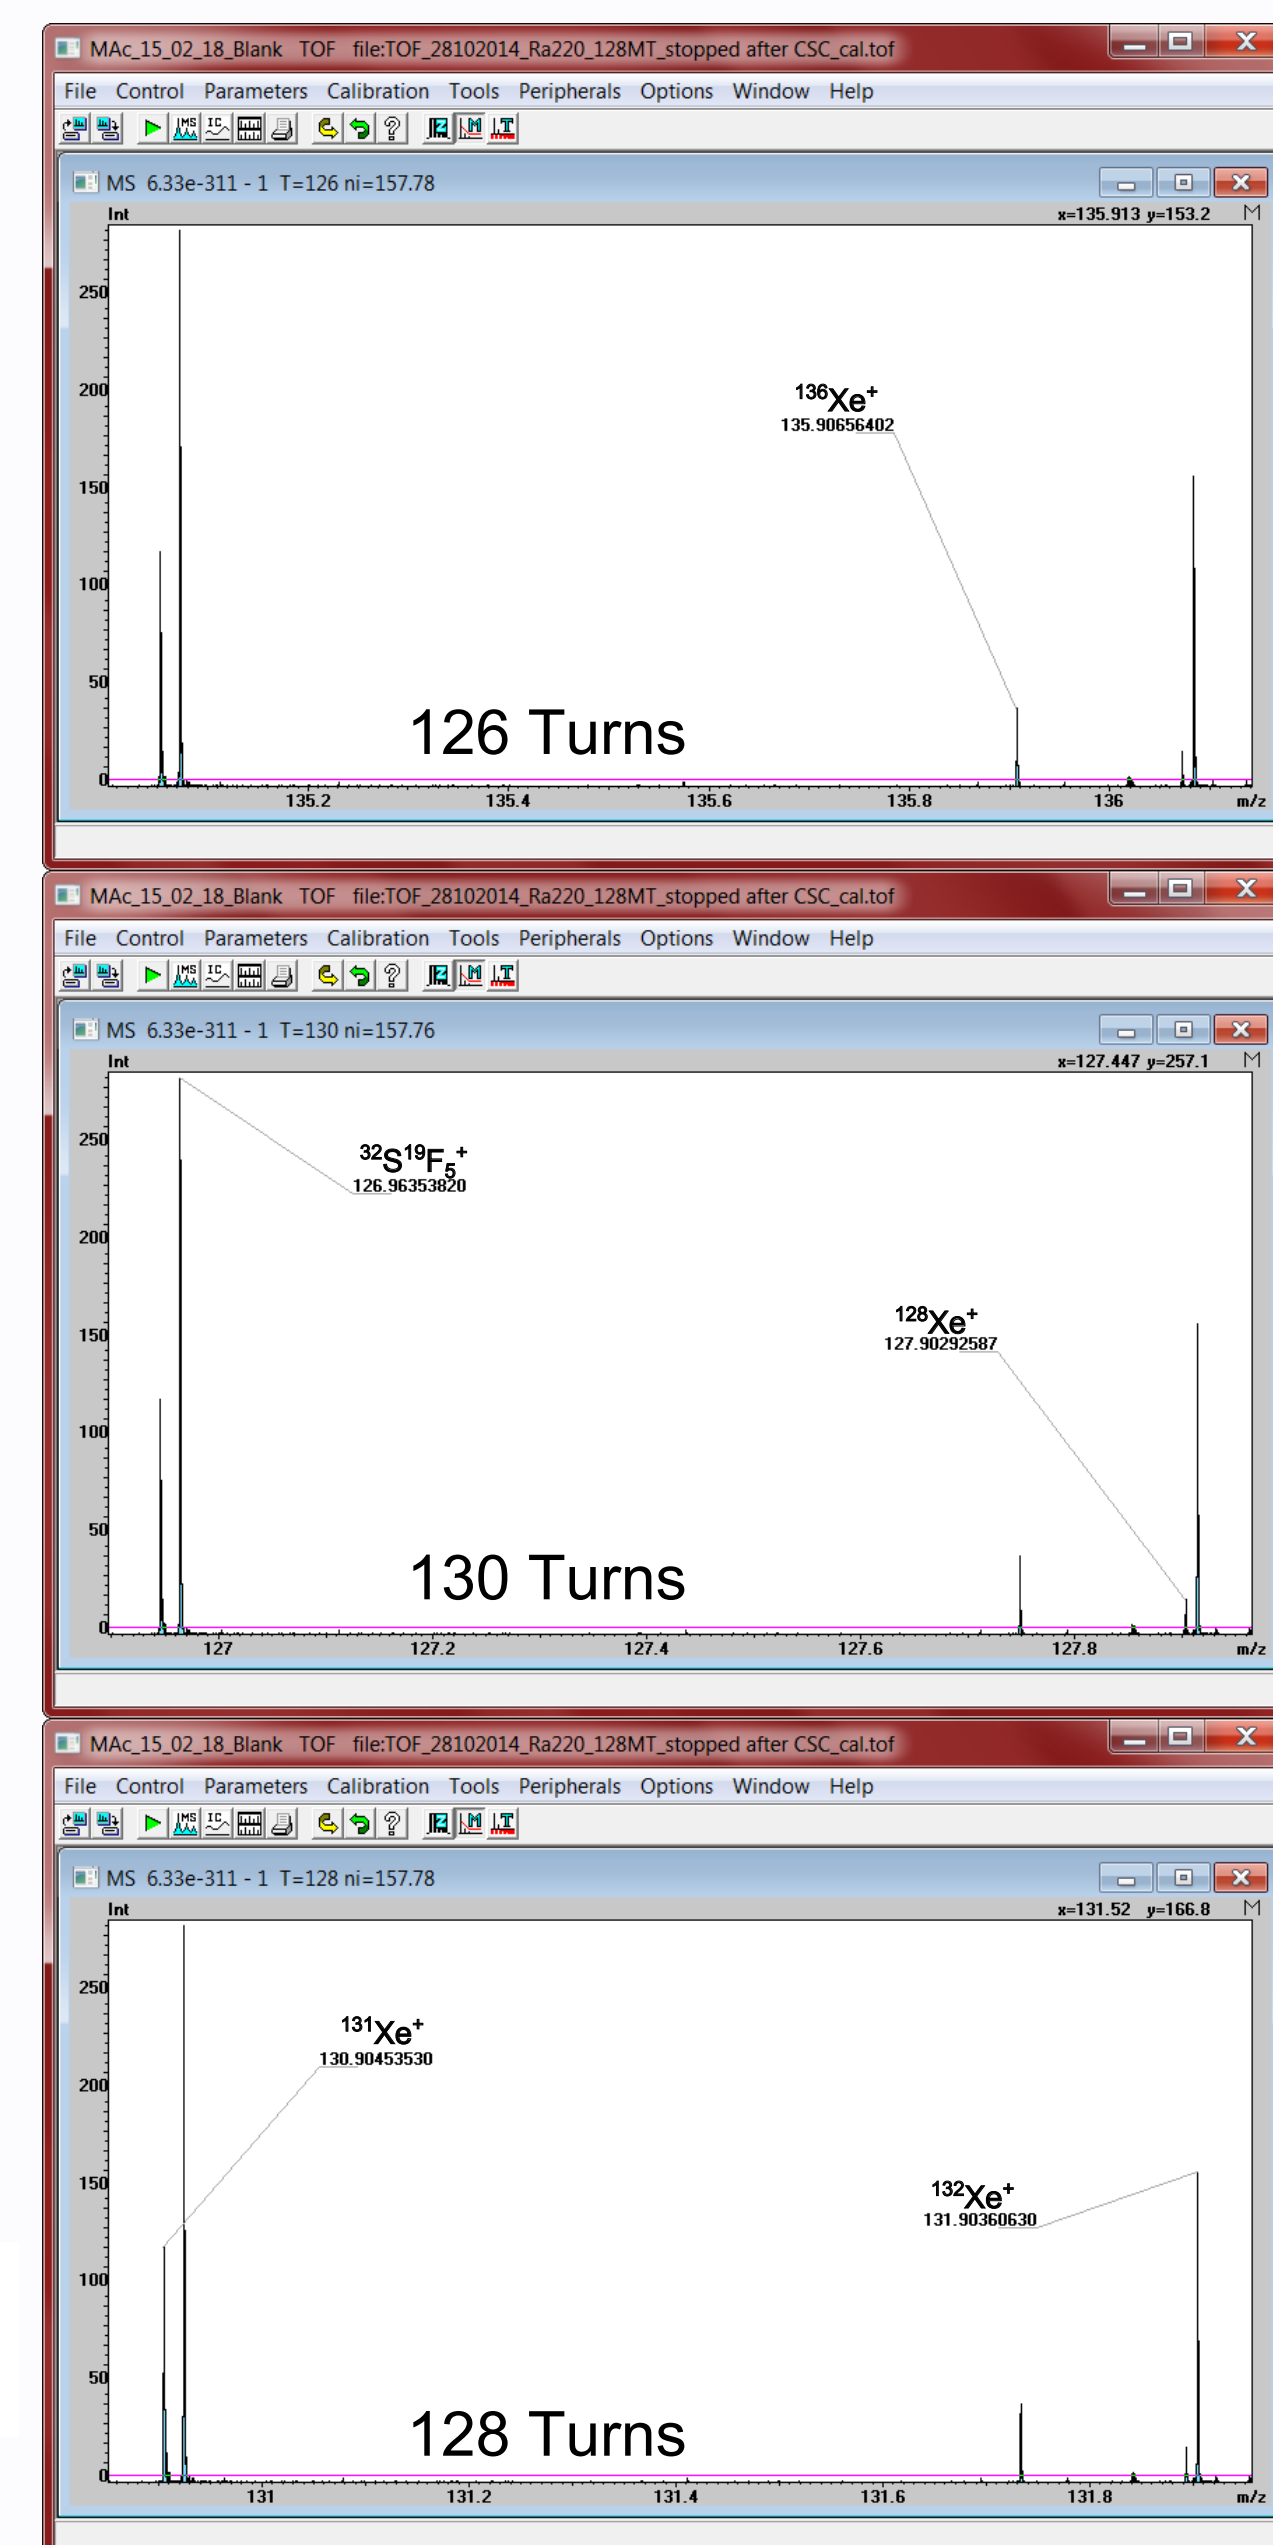 MAc_15_02_18_Blank TOF file:TOF_28102014_Ra220_128MT_stopped after CSC_cal.tof
File Control Parameters Calibration Tools Peripherals Options Window Help
MS IC
MS 6.33e-311 - 1 T=126 ni=157.78
Int x=135.913 y=153.2 M
250
200
¹³⁶Xe⁺
135.90656402
150
100
50
126 Turns
0
135.2 135.4 135.6 135.8 136 m/z
MAc_15_02_18_Blank TOF file:TOF_28102014_Ra220_128MT_stopped after CSC_cal.tof
File Control Parameters Calibration Tools Peripherals Options Window Help
MS IC
MS 6.33e-311 - 1 T=130 ni=157.76
Int x=127.447 y=257.1 M
250
³²S¹⁹F₅⁺
126.96353820
200
150
¹²⁸Xe⁺
127.90292587
100
50
130 Turns
0
127 127.2 127.4 127.6 127.8 m/z
MAc_15_02_18_Blank TOF file:TOF_28102014_Ra220_128MT_stopped after CSC_cal.tof
File Control Parameters Calibration Tools Peripherals Options Window Help
MS IC
MS 6.33e-311 - 1 T=128 ni=157.78
Int x=131.52 y=166.8 M
250
¹³¹Xe⁺
130.90453530
200
150
¹³²Xe⁺
131.90360630
100
50
128 Turns
0
131 131.2 131.4 131.6 131.8 m/z